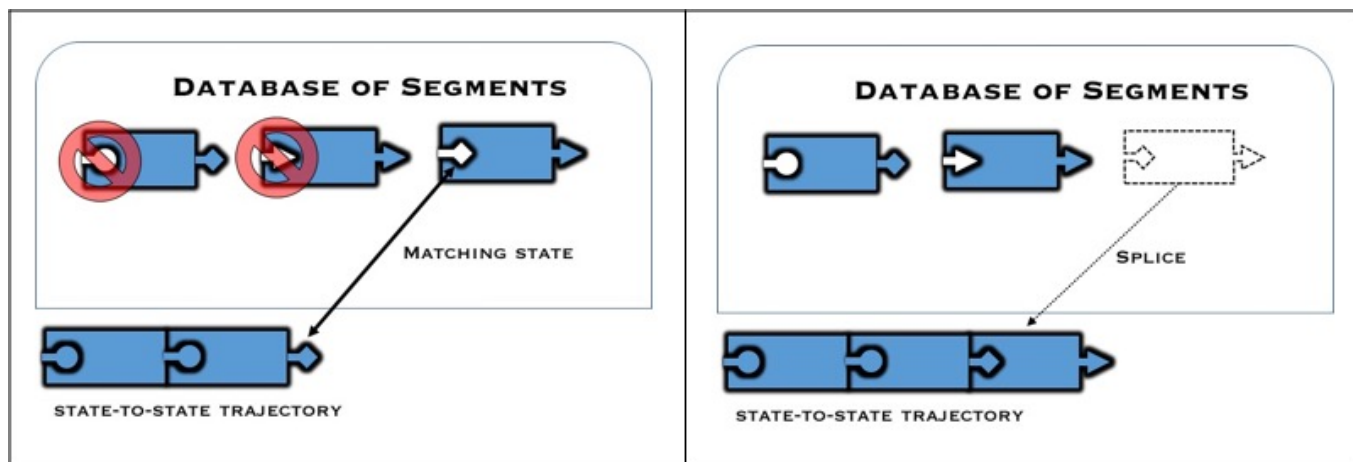 DATABASE OF SEGMENTS
MATCHING STATE
STATE-TO-STATE TRAJECTORY
DATABASE OF SEGMENTS
SPLICE
STATE-TO-STATE TRAJECTORY